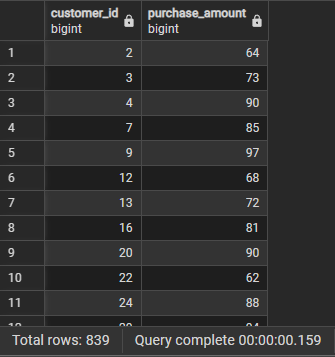 customer_id purchase_amount
bigint bigint
1 2 64
2 3 73
3 4 90
4 7 85
5 9 97
6 12 68
7 13 72
8 16 81
9 20 90
10 22 62
11 24 88
Total rows: 839 Query complete 00:00:00.159